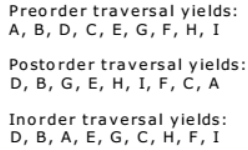 Preorder traversal yields:
A, B, D, C, E, G, F, H, I
Postorder traversal yields:
D, B, G, E, H, I, F, C, A
Inorder traversal yields:
D, B, A, E, G, C, H, F, I